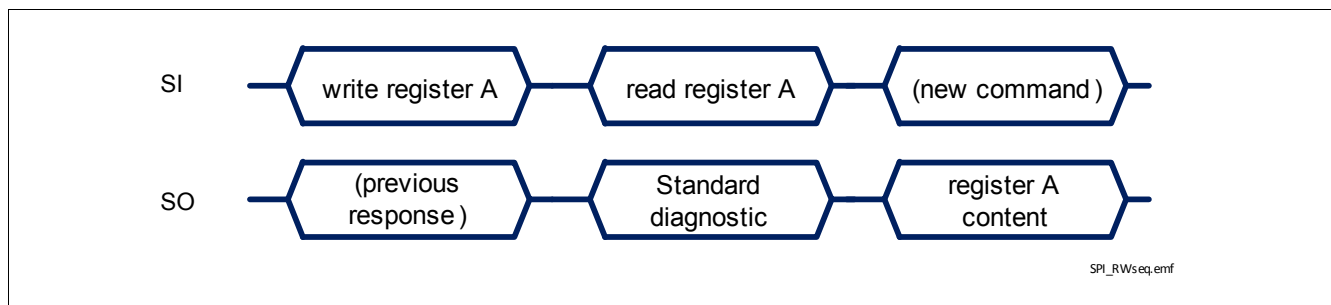 SI
write register A
read register A
(new command)
SO
(previous
response)
Standard
diagnostic
register A
content
SPI_RWseq.emf